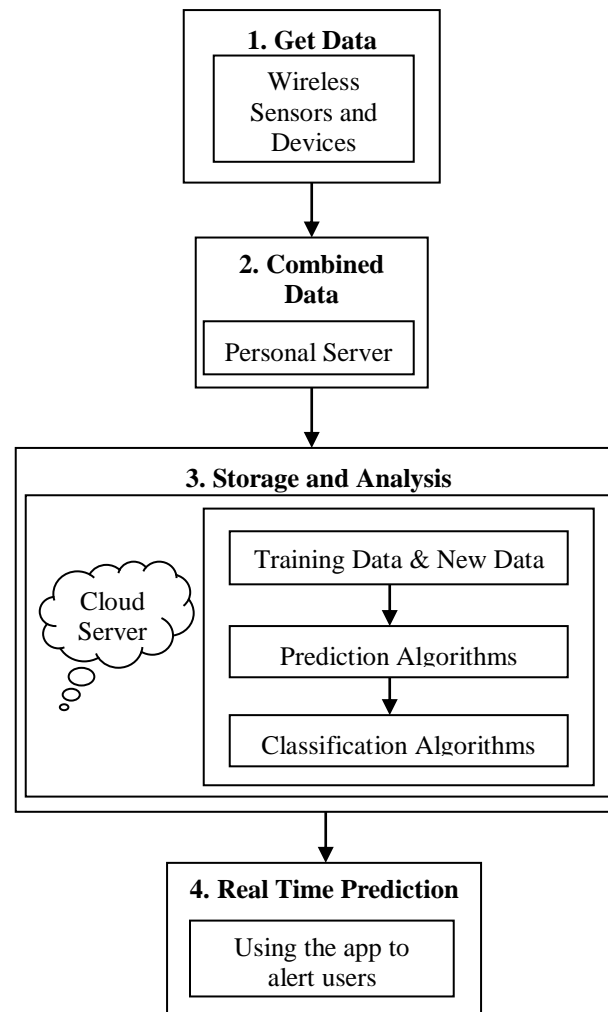 1. Get Data
Wireless
Sensors and
Devices
2. Combined
Data
Personal Server
3. Storage and Analysis
Cloud
Server
Training Data & New Data
Prediction Algorithms
Classification Algorithms
4. Real Time Prediction
Using the app to
alert users